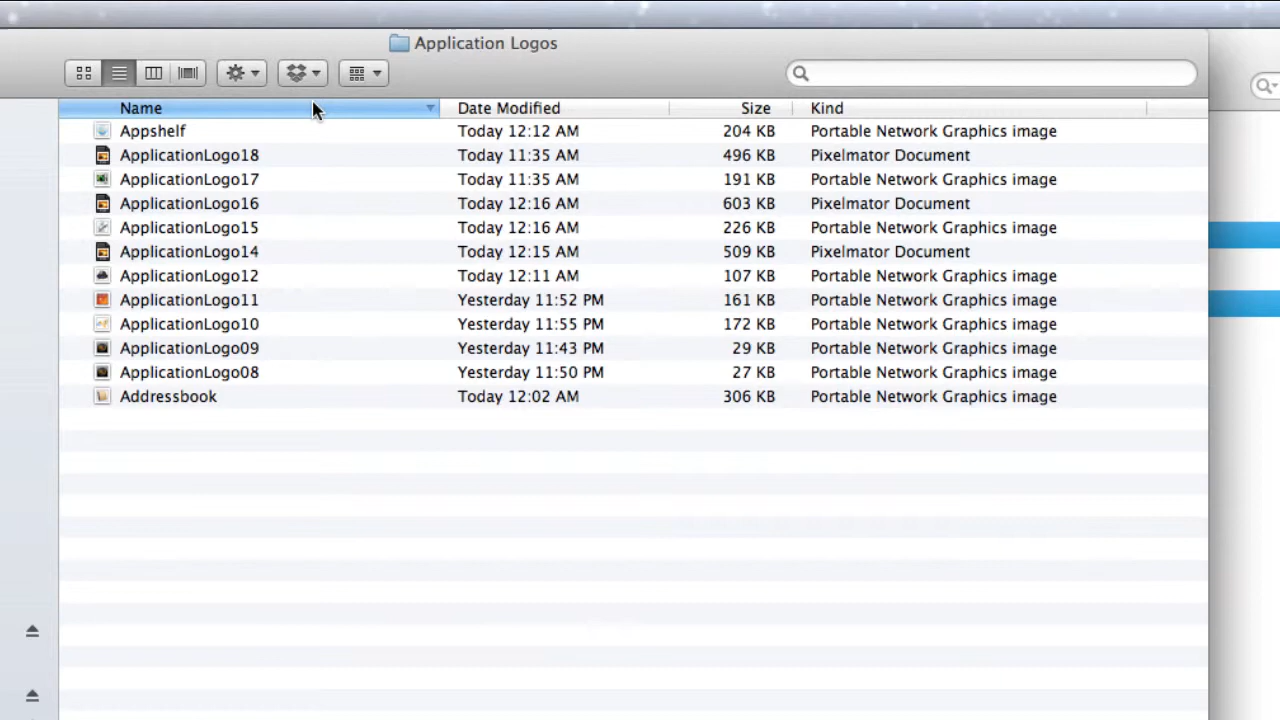 Application Logos
Name Date Modified Size Kind
Appshelf Today 12:12 AM 204 KB Portable Network Graphics image
ApplicationLogo18 Today 11:35 AM 496 KB Pixelmator Document
ApplicationLogo17 Today 11:35 AM 191 KB Portable Network Graphics image
ApplicationLogo16 Today 12:16 AM 603 KB Pixelmator Document
ApplicationLogo15 Today 12:16 AM 226 KB Portable Network Graphics image
ApplicationLogo14 Today 12:15 AM 509 KB Pixelmator Document
ApplicationLogo12 Today 12:11 AM 107 KB Portable Network Graphics image
ApplicationLogo11 Yesterday 11:52 PM 161 KB Portable Network Graphics image
ApplicationLogo10 Yesterday 11:55 PM 172 KB Portable Network Graphics image
ApplicationLogo09 Yesterday 11:43 PM 29 KB Portable Network Graphics image
ApplicationLogo08 Yesterday 11:50 PM 27 KB Portable Network Graphics image
Addressbook Today 12:02 AM 306 KB Portable Network Graphics image